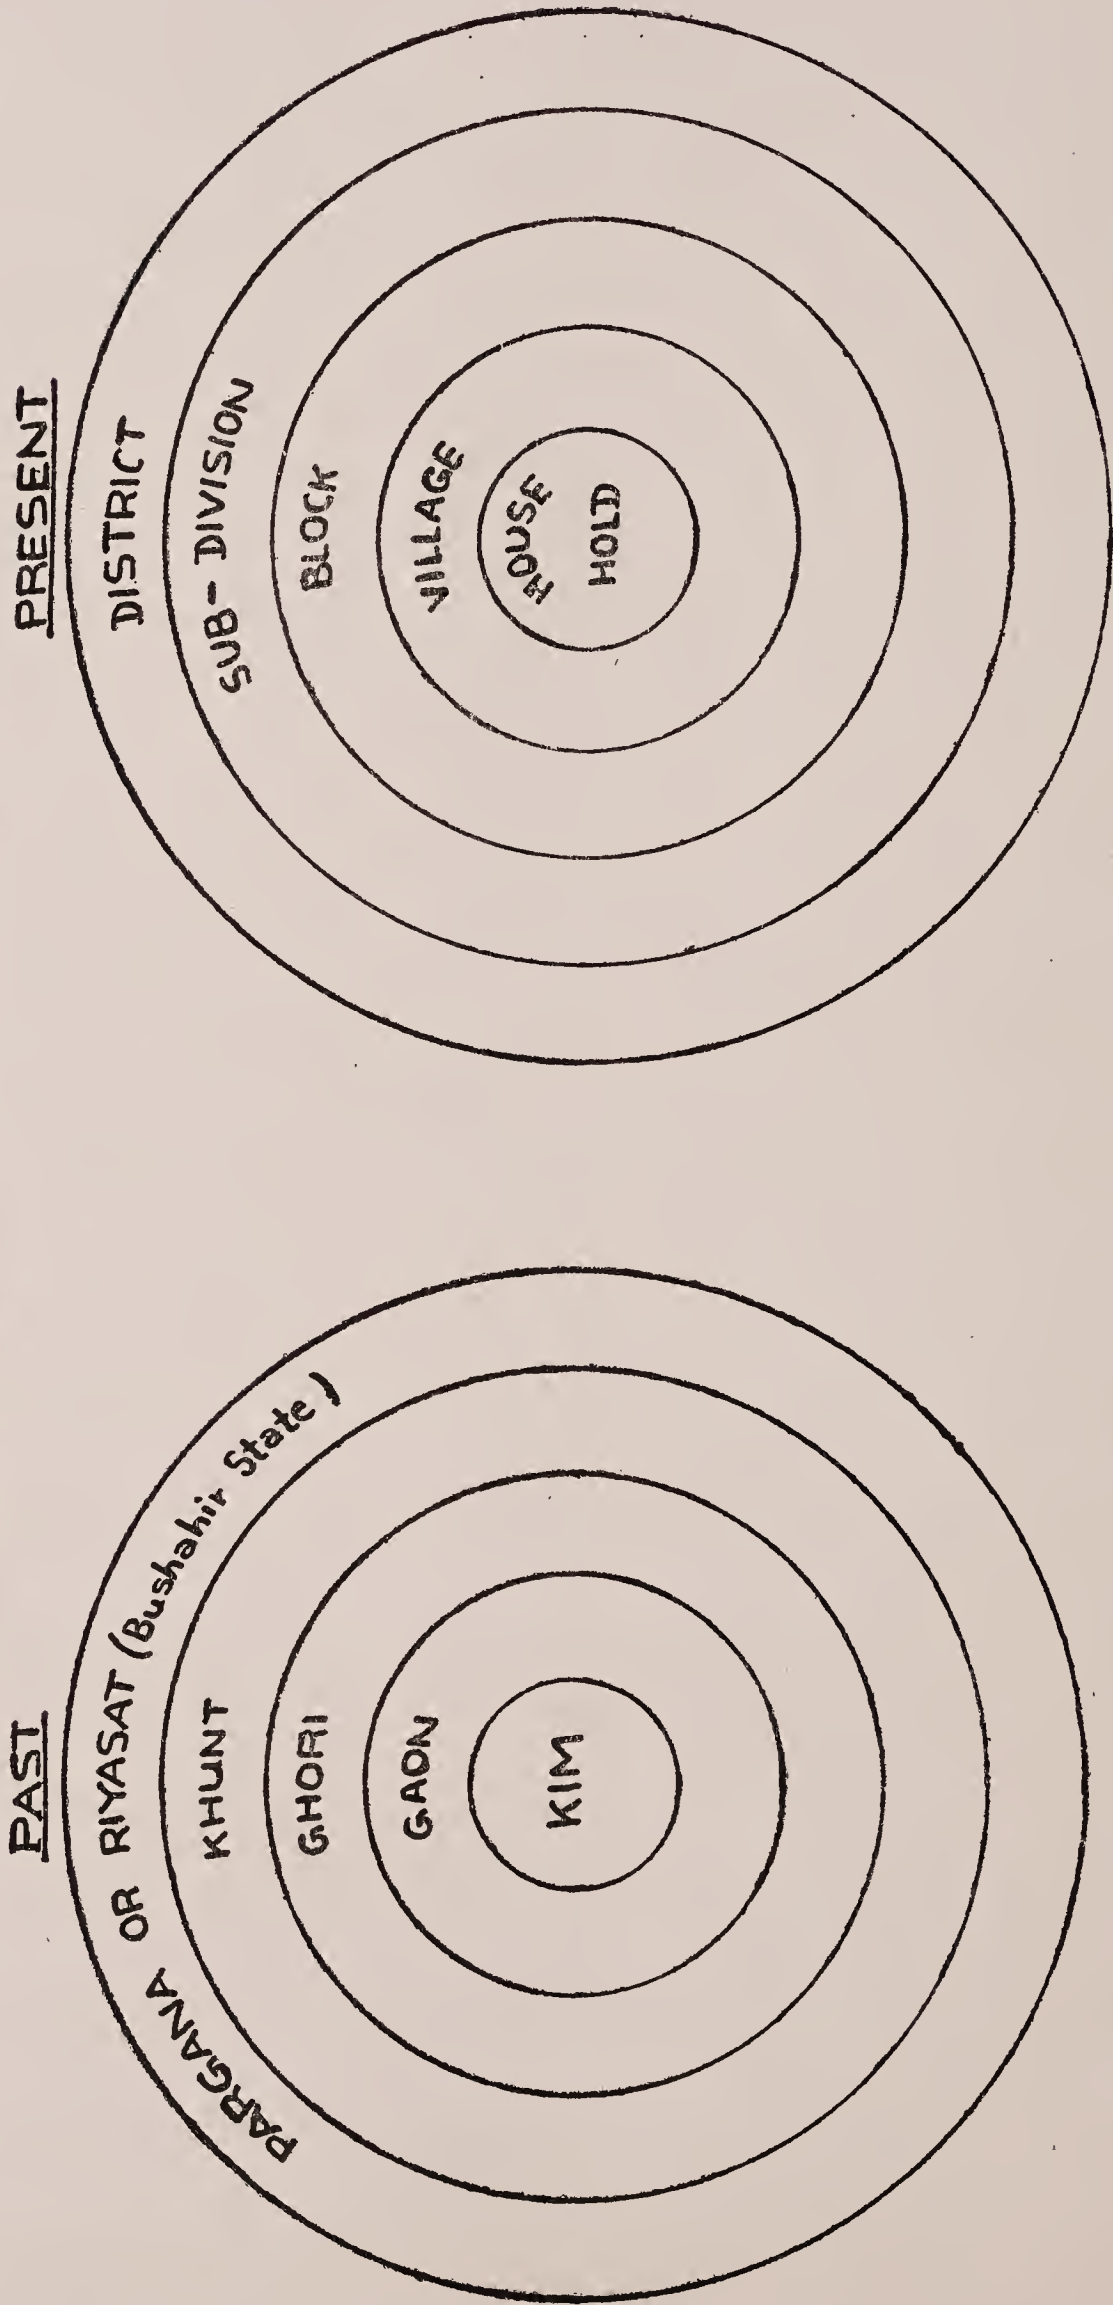 PAST
PARGANA OR RIYASAT (Bushahir State)
KHUNT
GHORI
GAON
KIM
PRESENT
DISTRICT
SUB-DIVISION
BLOCK
VILLAGE
HOUSE
HOLD